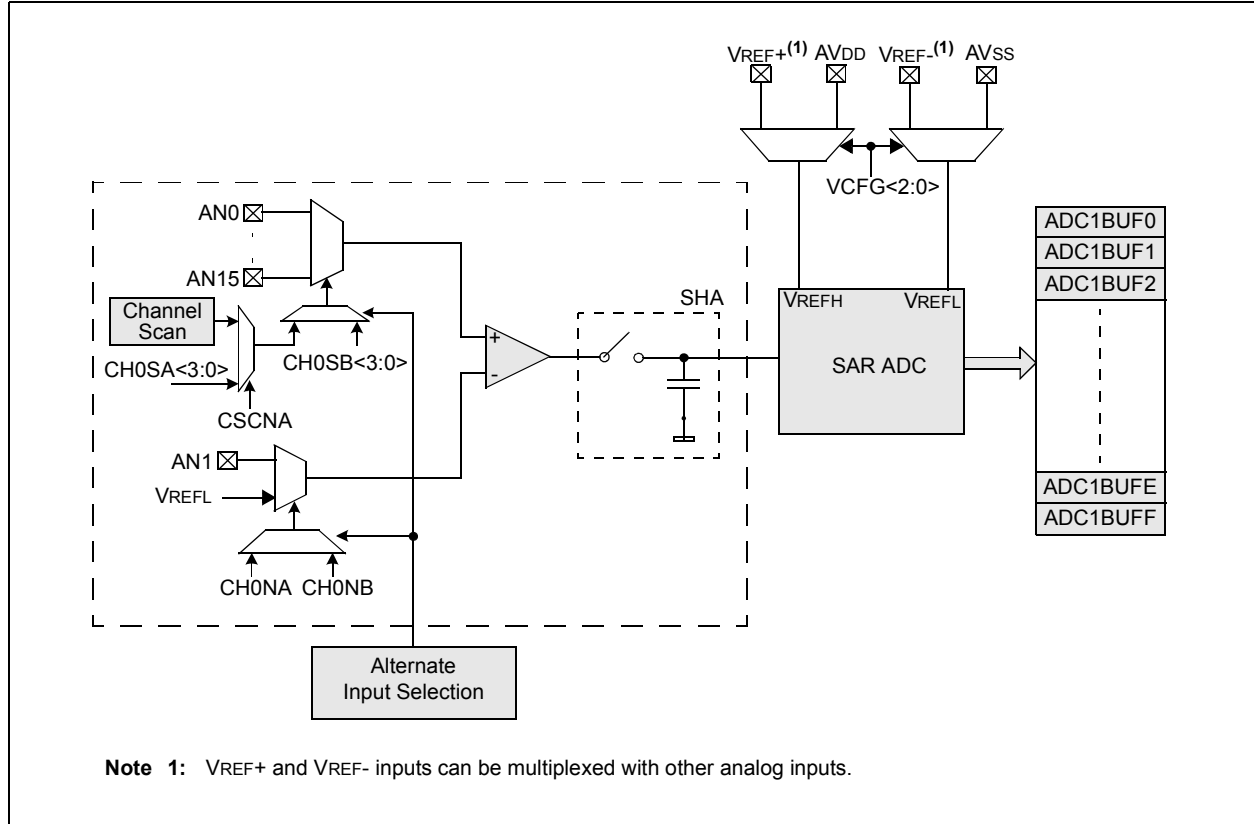 VREF+(1) AVDD VREF-(1) AVSS
VCFG<2:0>
AN0
AN15
Channel
Scan
CH0SA<3:0>
CH0SB<3:0>
CSCNA
AN1
VREFL
CH0NA CH0NB
+
-
SHA
VREFH VREFL
SAR ADC
ADC1BUF0
ADC1BUF1
ADC1BUF2
ADC1BUFE
ADC1BUFF
Alternate
Input Selection
Note 1: VREF+ and VREF- inputs can be multiplexed with other analog inputs.